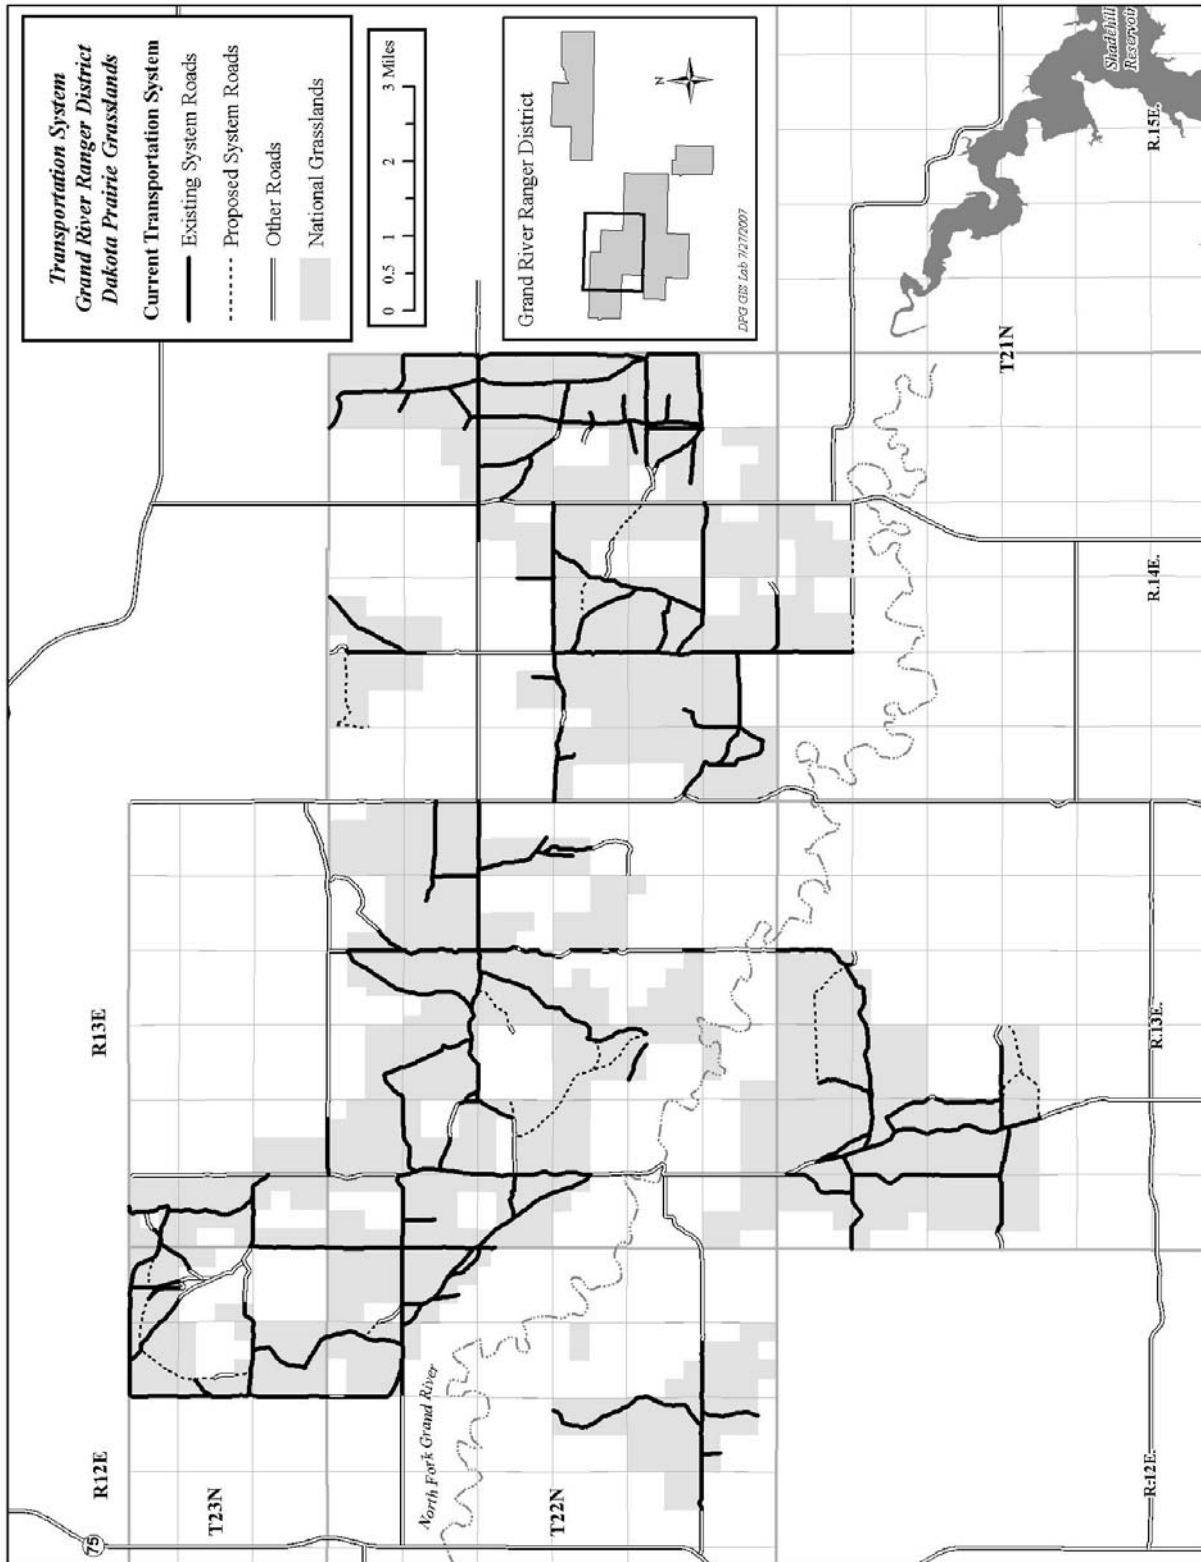 Transportation System
Grand River Ranger District
Dakota Prairie Grasslands
Current Transportation System
Existing System Roads
Proposed System Roads
Other Roads
National Grasslands
0 0.5 1 2 3 Miles
Grand River Ranger District
N
DPG GIS Lab 7/27/2007
75
R12E
R13E
T23N
T22N
North Fork Grand River
T21N
Shadehill
Reservoir
R.12E.
R.13E.
R.14E.
R.15E.